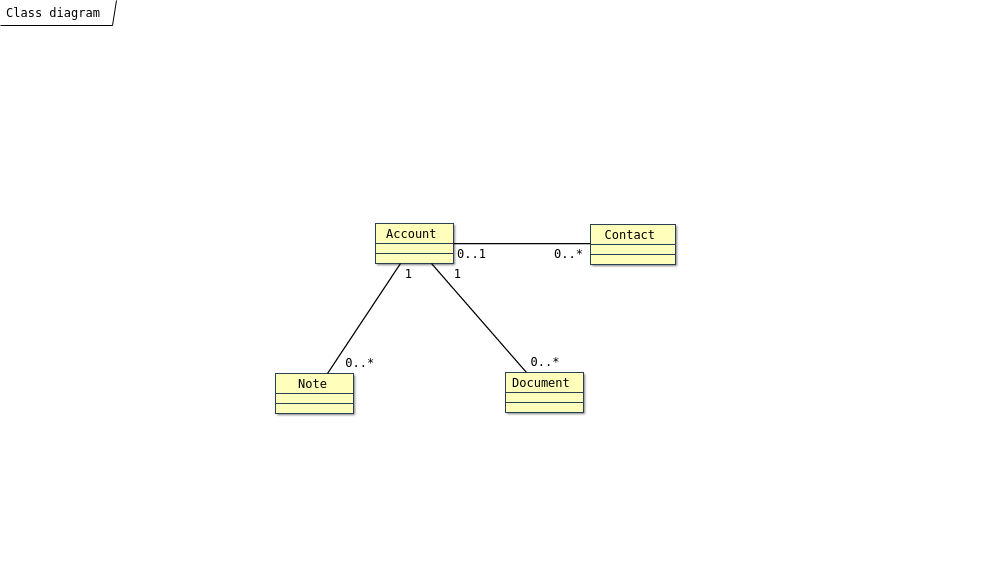 Class diagram
Account
Contact
0..1
0..*
1
1
0..*
0..*
Note
Document